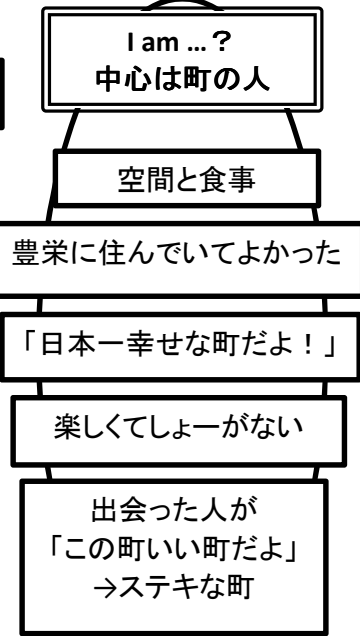 I am …？
中心は町の人
空間と食事
豊栄に住んでいてよかった
「日本一幸せな町だよ！」
楽しくてしょーがない
出会った人が
「この町いい町だよ」
→ステキな町